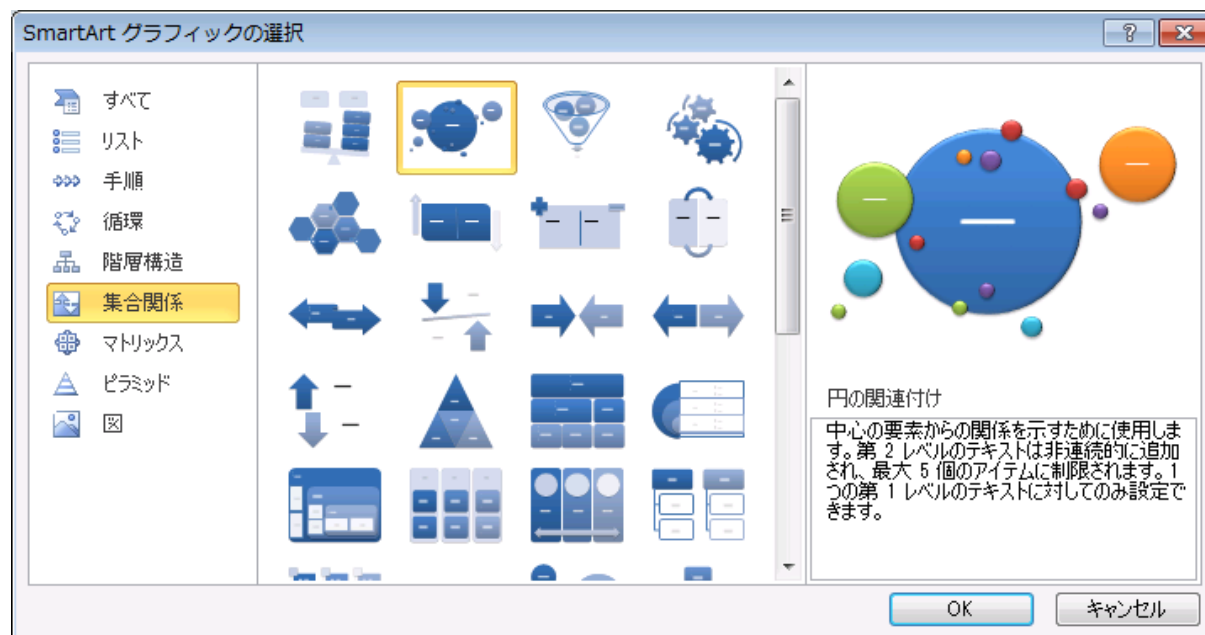 SmartArt グラフィックの選択
すべて
リスト
手順
循環
階層構造
集合関係
マトリックス
ピラミッド
図
円の関連付け
中心の要素からの関係を示すために使用しま
す。第 2 レベルのテキストは非連続的に追加
され、最大 5 個のアイテムに制限されます。1
つの第 1 レベルのテキストに対してのみ設定で
きます。
OK
キャンセル